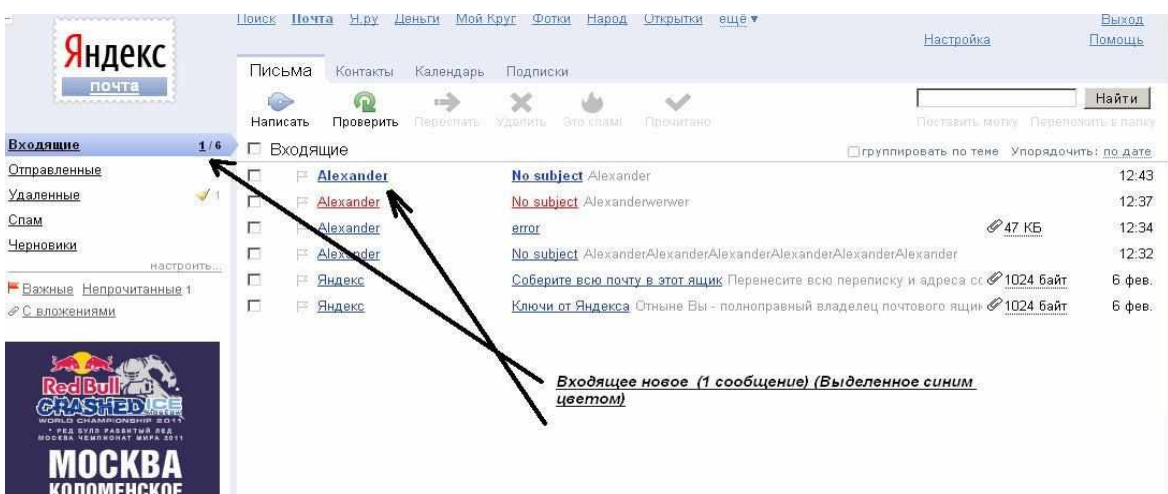 Поиск Почта Я.ру Деньги Мой Круг Фотки Народ Открытки ещё ▾ Выход
Настройка Помощь
Яндекс
почта
Письма Контакты Календарь Подписки
Написать Проверить Переслать Удалить Это спам! Прочитано Найти
Поставить метку Переложить в папку
Входящие 1/6
Входящие группировать по теме Упорядочить: по дате
Отправленные
Alexander No subject Alexander 12:43
Удаленные 1
Alexander No subject Alexanderwerwer 12:37
Спам
Alexander error 47 КБ 12:34
Черновики
Alexander No subject AlexanderAlexanderAlexanderAlexanderAlexanderAlexander 12:32
настроить...
Яндекс Соберите всю почту в этот ящик Перенесите всю переписку и адреса сс 1024 байт 6 фев.
Важные Непрочитанные 1
Яндекс Ключи от Яндекса Отныне Вы - полноправный владелец почтового ящик 1024 байт 6 фев.
С вложениями
Входящее новое (1 сообщение) (Выделенное синим
цветом)
Red Bull
CRASHED ICE
WORLD CHAMPIONSHIP 2011
МОСКВА ЧЕМПИОНАТ МИРА 2011
МОСКВА
КОЛОМЕНСКОЕ